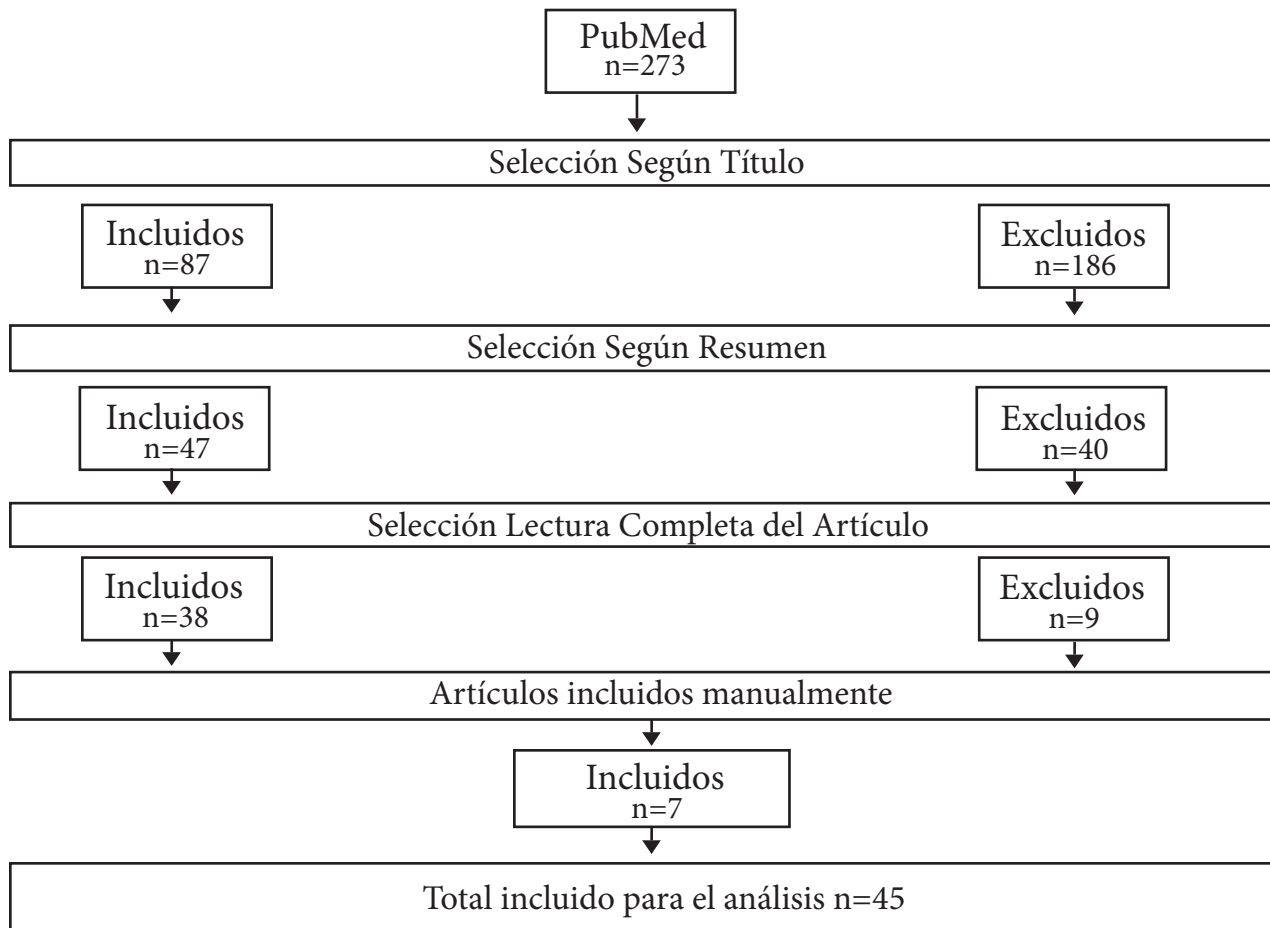 PubMed
n=273
Selección Según Título
Incluidos
n=87
Excluidos
n=186
Selección Según Resumen
Incluidos
n=47
Excluidos
n=40
Selección Lectura Completa del Artículo
Incluidos
n=38
Excluidos
n=9
Artículos incluidos manualmente
Incluidos
n=7
Total incluido para el análisis n=45